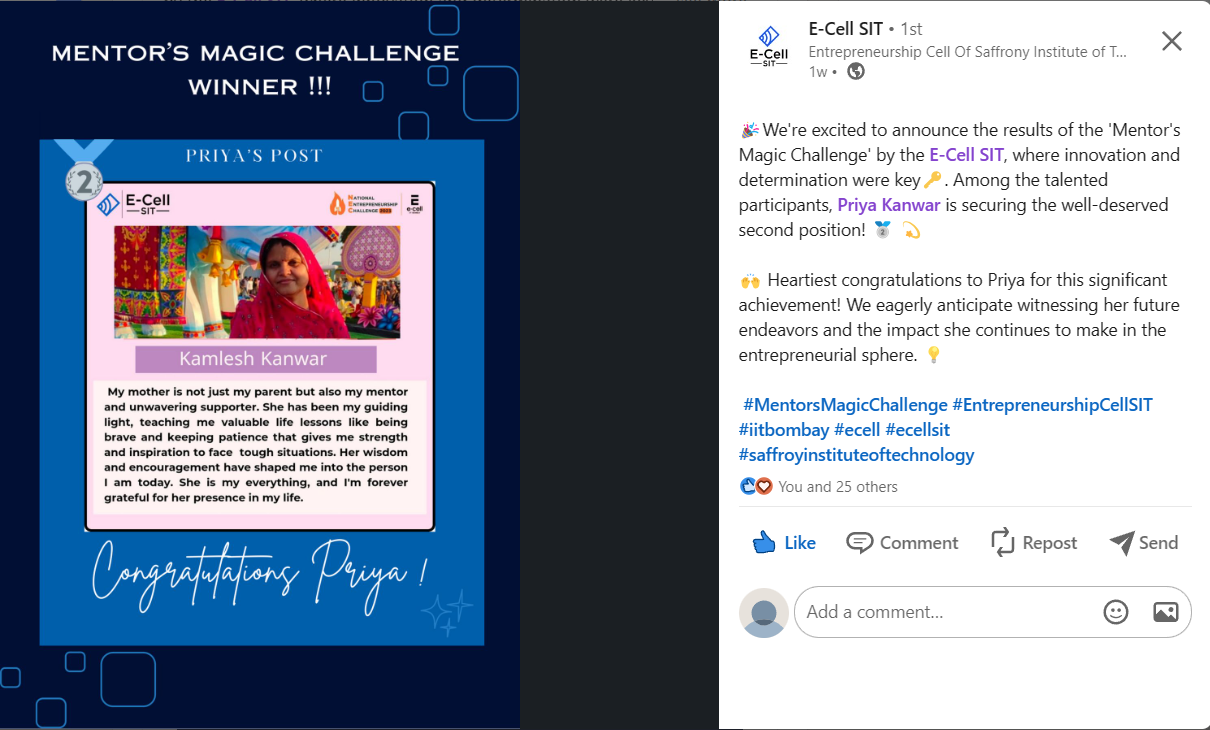 MENTOR'S MAGIC CHALLENGE
WINNER !!!
PRIYA'S POST
2
E-Cell
SIT
NATIONAL
ENTREPRENEURSHIP
CHALLENGE 2023
E
e-cell
Kamlesh Kanwar
My mother is not just my parent but also my mentor
and unwavering supporter. She has been my guiding
light, teaching me valuable life lessons like being
brave and keeping patience that gives me strength
and inspiration to face tough situations. Her wisdom
and encouragement have shaped me into the person
I am today. She is my everything, and I'm forever
grateful for her presence in my life.
Congratulations Priya !
E-Cell
SIT
E-Cell SIT • 1st
Entrepreneurship Cell Of Saffrony Institute of T...
1w •
🎉We're excited to announce the results of the 'Mentor's
Magic Challenge' by the E-Cell SIT, where innovation and
determination were key🔑. Among the talented
participants, Priya Kanwar is securing the well-deserved
second position! 🥈 💫
🙌 Heartiest congratulations to Priya for this significant
achievement! We eagerly anticipate witnessing her future
endeavors and the impact she continues to make in the
entrepreneurial sphere. 💡
#MentorsMagicChallenge #EntrepreneurshipCellSIT
#iitbombay #ecell #ecellsit
#saffroyinstituteoftechnology
You and 25 others
Like Comment Repost Send
Add a comment...